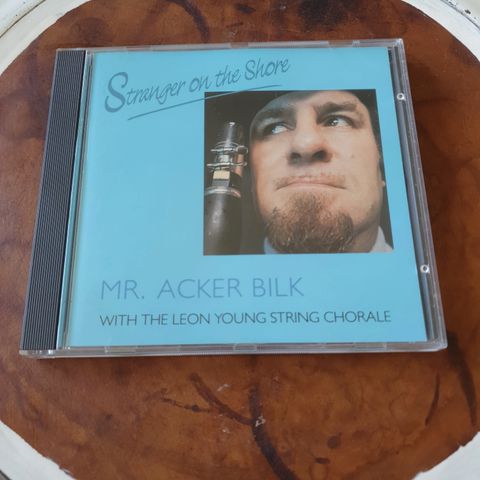 Stranger on the Shore
MR. ACKER BILK
WITH THE LEON YOUNG STRING CHORALE